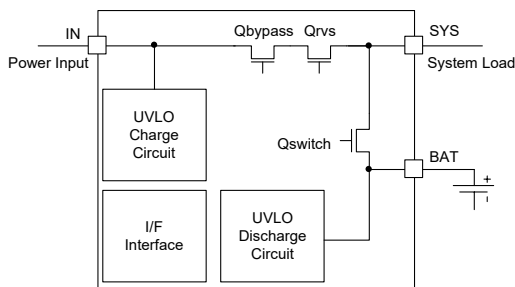 IN
Qbypass
Qrvs
SYS
Power Input
System Load
UVLO
Charge
Circuit
Qswitch
BAT
+
-
I/F
Interface
UVLO
Discharge
Circuit